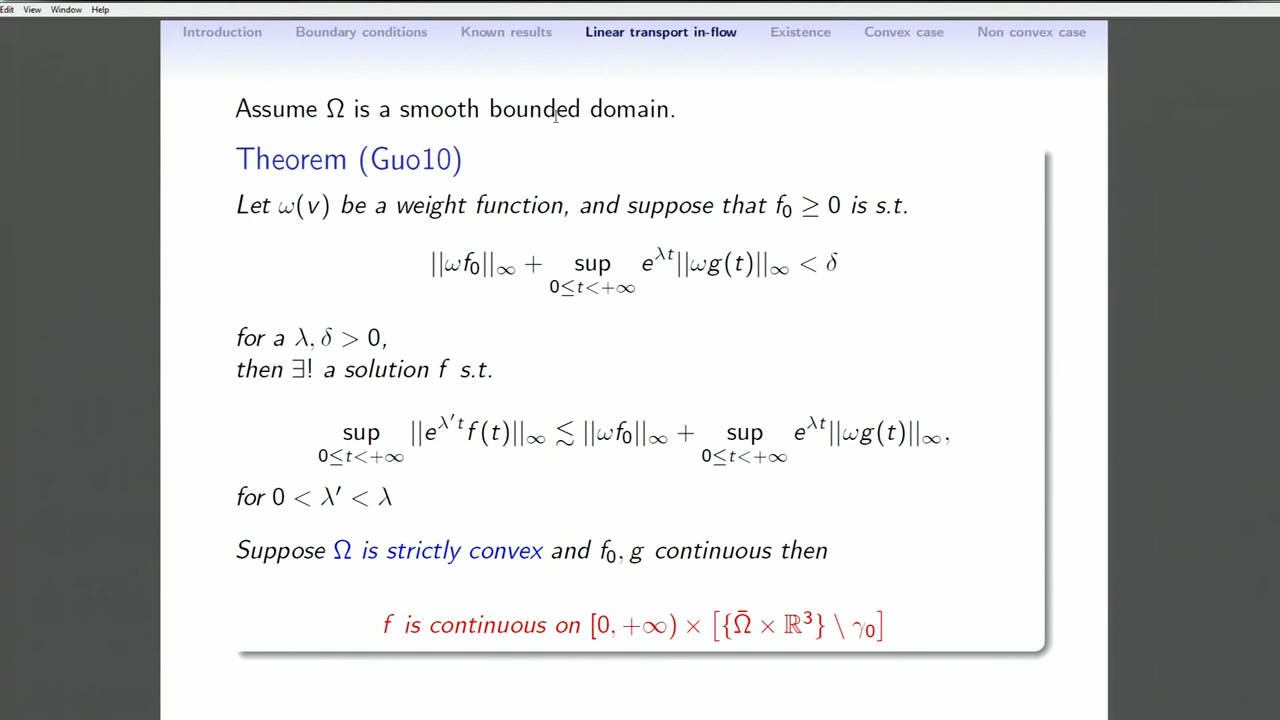 Edit View Window Help
Introduction Boundary conditions Known results Linear transport in-flow Existence Convex case Non convex case
Assume Ω is a smooth bounded domain.
Theorem (Guo10)
Let ω(v) be a weight function, and suppose that f₀ ≥ 0 is s.t.
||ωf₀||∞ + sup_{0≤t<+∞} e^{λt}||ωg(t)||∞ < δ
for a λ, δ > 0,
then ∃! a solution f s.t.
sup_{0≤t<+∞} ||e^{λ′t}f(t)||∞ ≲ ||ωf₀||∞ + sup_{0≤t<+∞} e^{λt}||ωg(t)||∞,
for 0 < λ′ < λ
Suppose Ω is strictly convex and f₀, g continuous then
f is continuous on [0, +∞) × [{Ω̄ × ℝ³} \ γ₀]